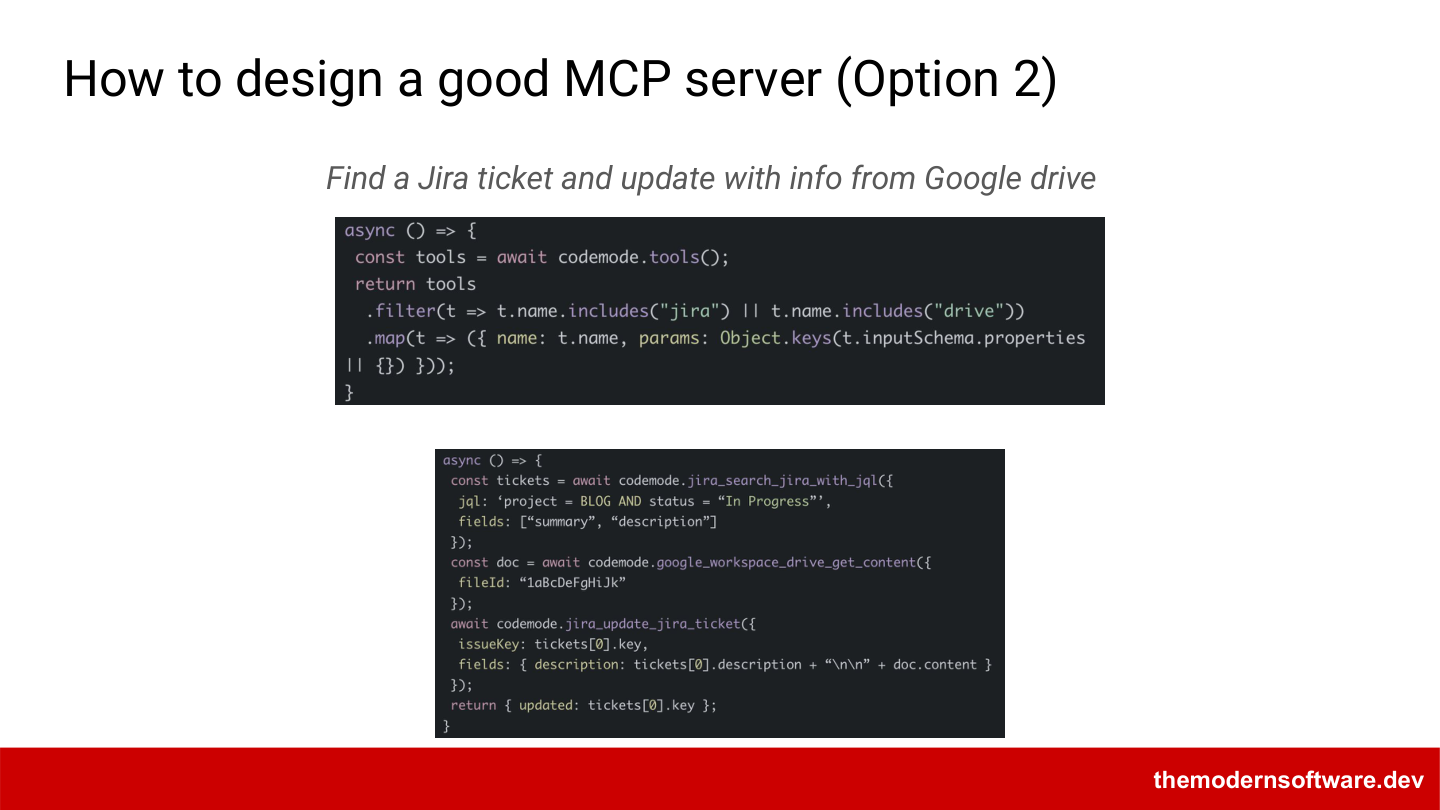 How to design a good MCP server (Option 2)
Find a Jira ticket and update with info from Google drive
async () => {
 const tools = await codemode.tools();
 return tools
  .filter(t => t.name.includes("jira") || t.name.includes("drive"))
  .map(t => ({ name: t.name, params: Object.keys(t.inputSchema.properties
|| {}) }));
}
async () => {
 const tickets = await codemode.jira_search_jira_with_jql({
  jql: ‘project = BLOG AND status = “In Progress”’,
  fields: [“summary”, “description”]
 });
 const doc = await codemode.google_workspace_drive_get_content({
  fileId: “1aBcDeFgHiJk”
 });
 await codemode.jira_update_jira_ticket({
  issueKey: tickets[0].key,
  fields: { description: tickets[0].description + “\n\n” + doc.content }
 });
 return { updated: tickets[0].key };
}
themodernsoftware.dev